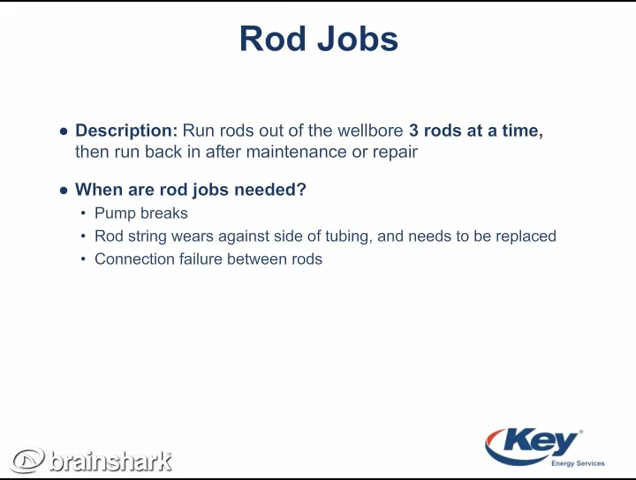 Rod Jobs
● Description: Run rods out of the wellbore 3 rods at a time,
then run back in after maintenance or repair
● When are rod jobs needed?
• Pump breaks
• Rod string wears against side of tubing, and needs to be replaced
• Connection failure between rods
Key®
Energy Services
brainshark